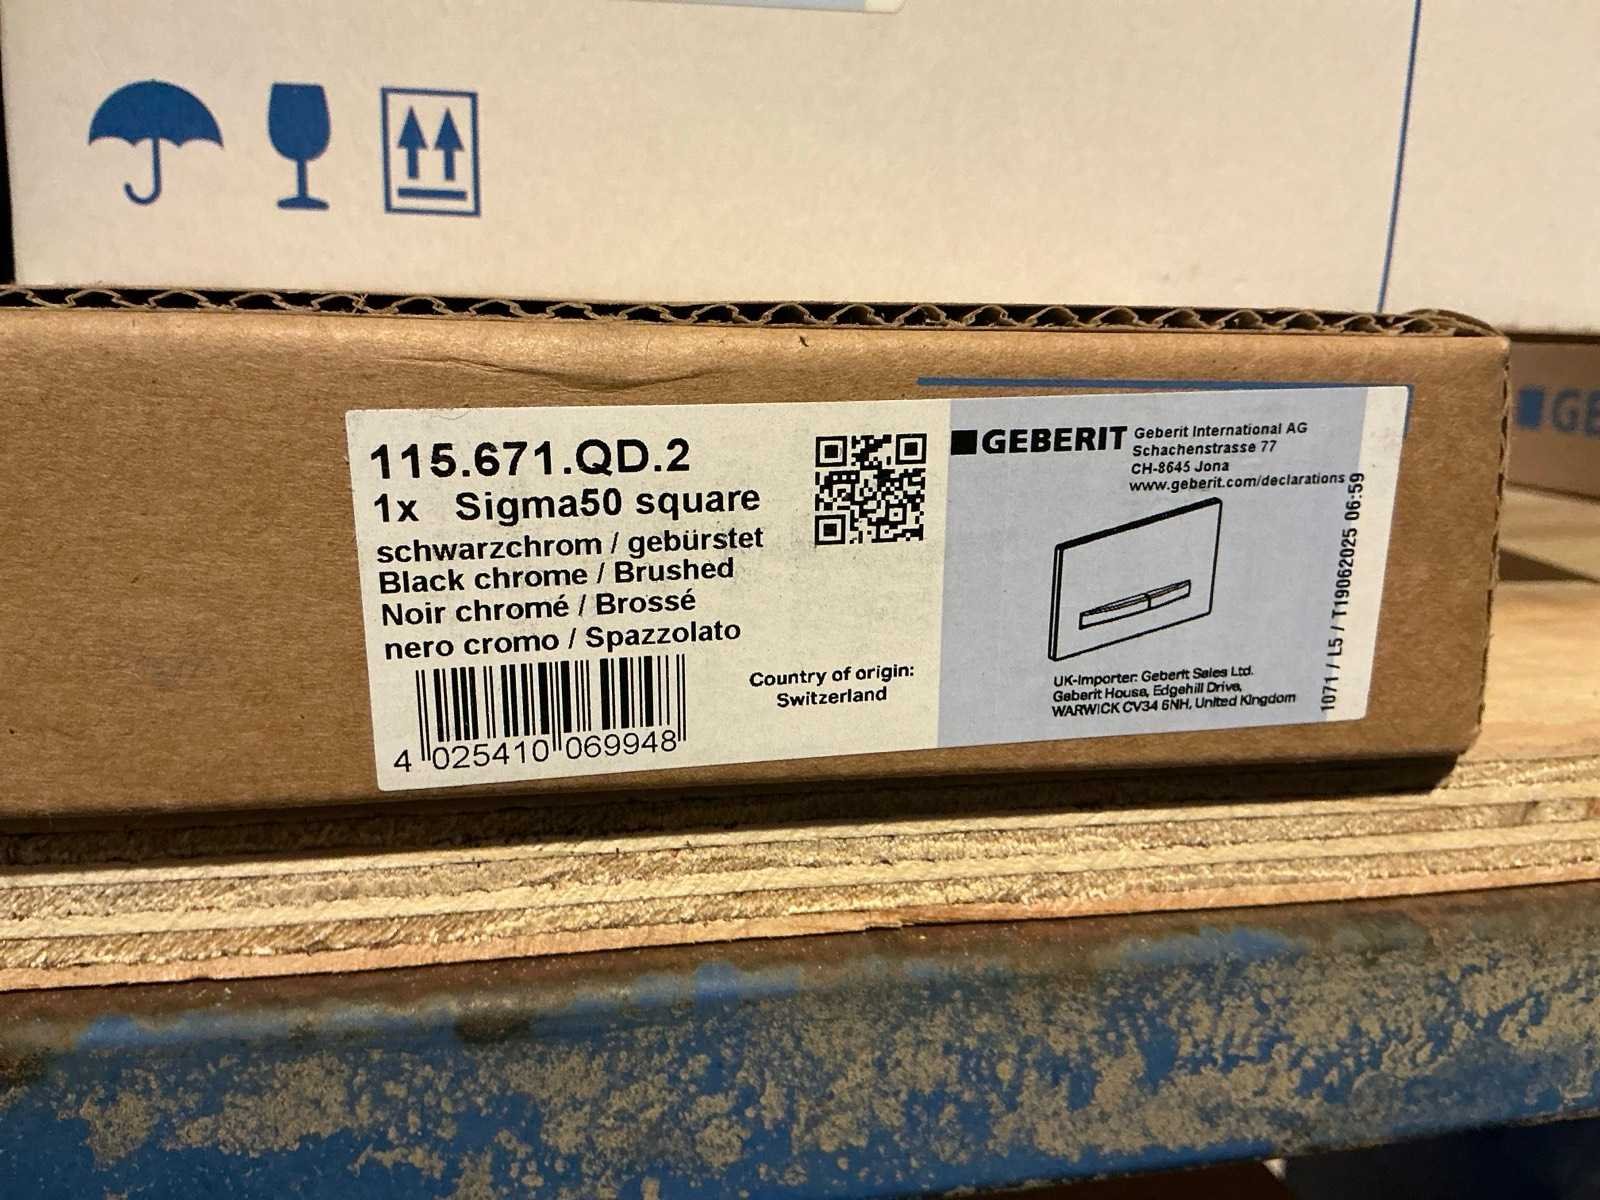 115.671.QD.2
1x Sigma50 square
schwarzchrom / gebürstet
Black chrome / Brushed
Noir chromé / Brossé
nero cromo / Spazzolato
4 025410 069948
Country of origin:
Switzerland
GEBERIT
Geberit International AG
Schachenstrasse 77
CH-8645 Jona
www.geberit.com/declarations
UK-Importer: Geberit Sales Ltd.
Geberit House, Edgehill Drive,
WARWICK CV34 6NH, United Kingdom
1071 / L5 / T19062025 06:59
GE